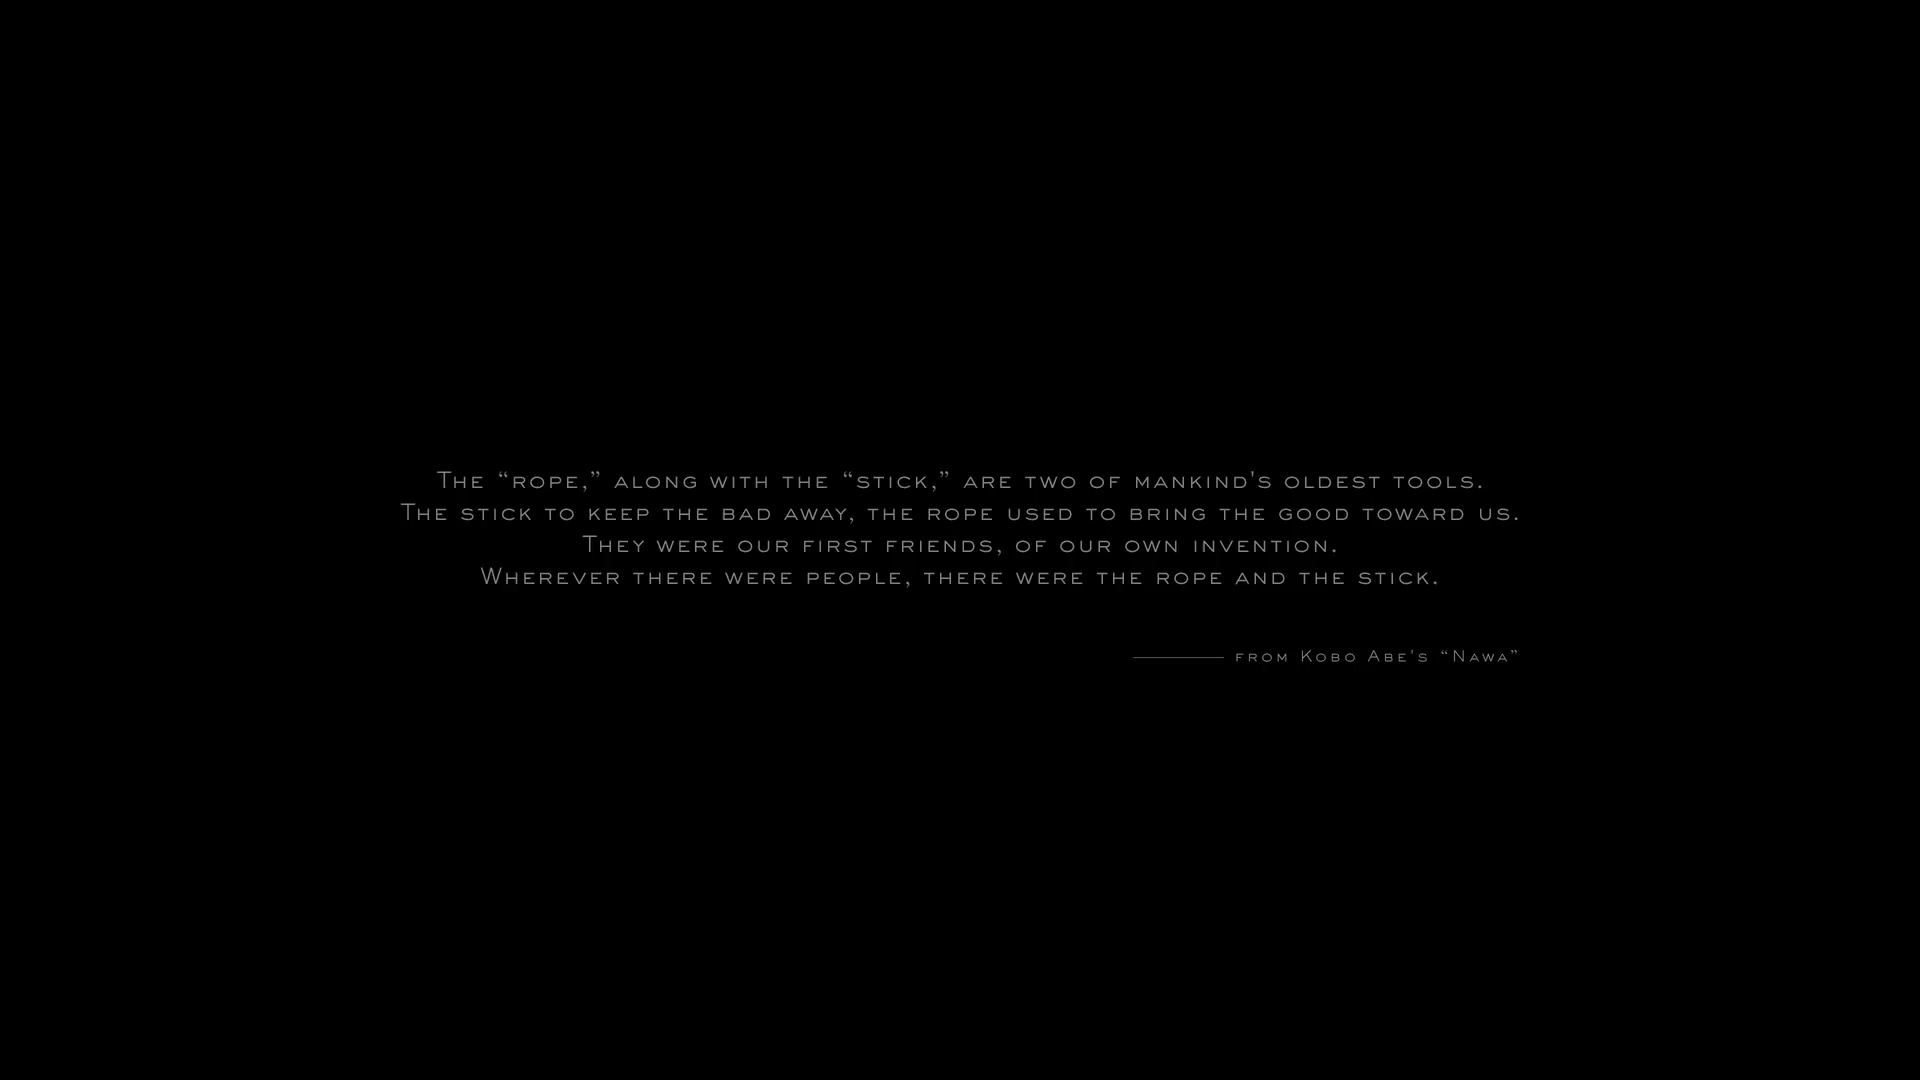 The “rope,” along with the “stick,” are two of mankind's oldest tools.
The stick to keep the bad away, the rope used to bring the good toward us.
They were our first friends, of our own invention.
Wherever there were people, there were the rope and the stick.
from Kobo Abe's “Nawa”